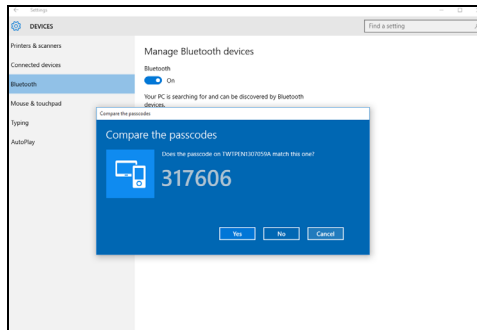 Settings
DEVICES
Find a setting
Printers & scanners
Connected devices
Bluetooth
Mouse & touchpad
Typing
AutoPlay
Manage Bluetooth devices
Bluetooth
On
Your PC is searching for and can be discovered by Bluetooth
devices.
Compare the passcodes
Compare the passcodes
Does the passcode on TWTPEN1307059A match this one?
317606
Yes
No
Cancel